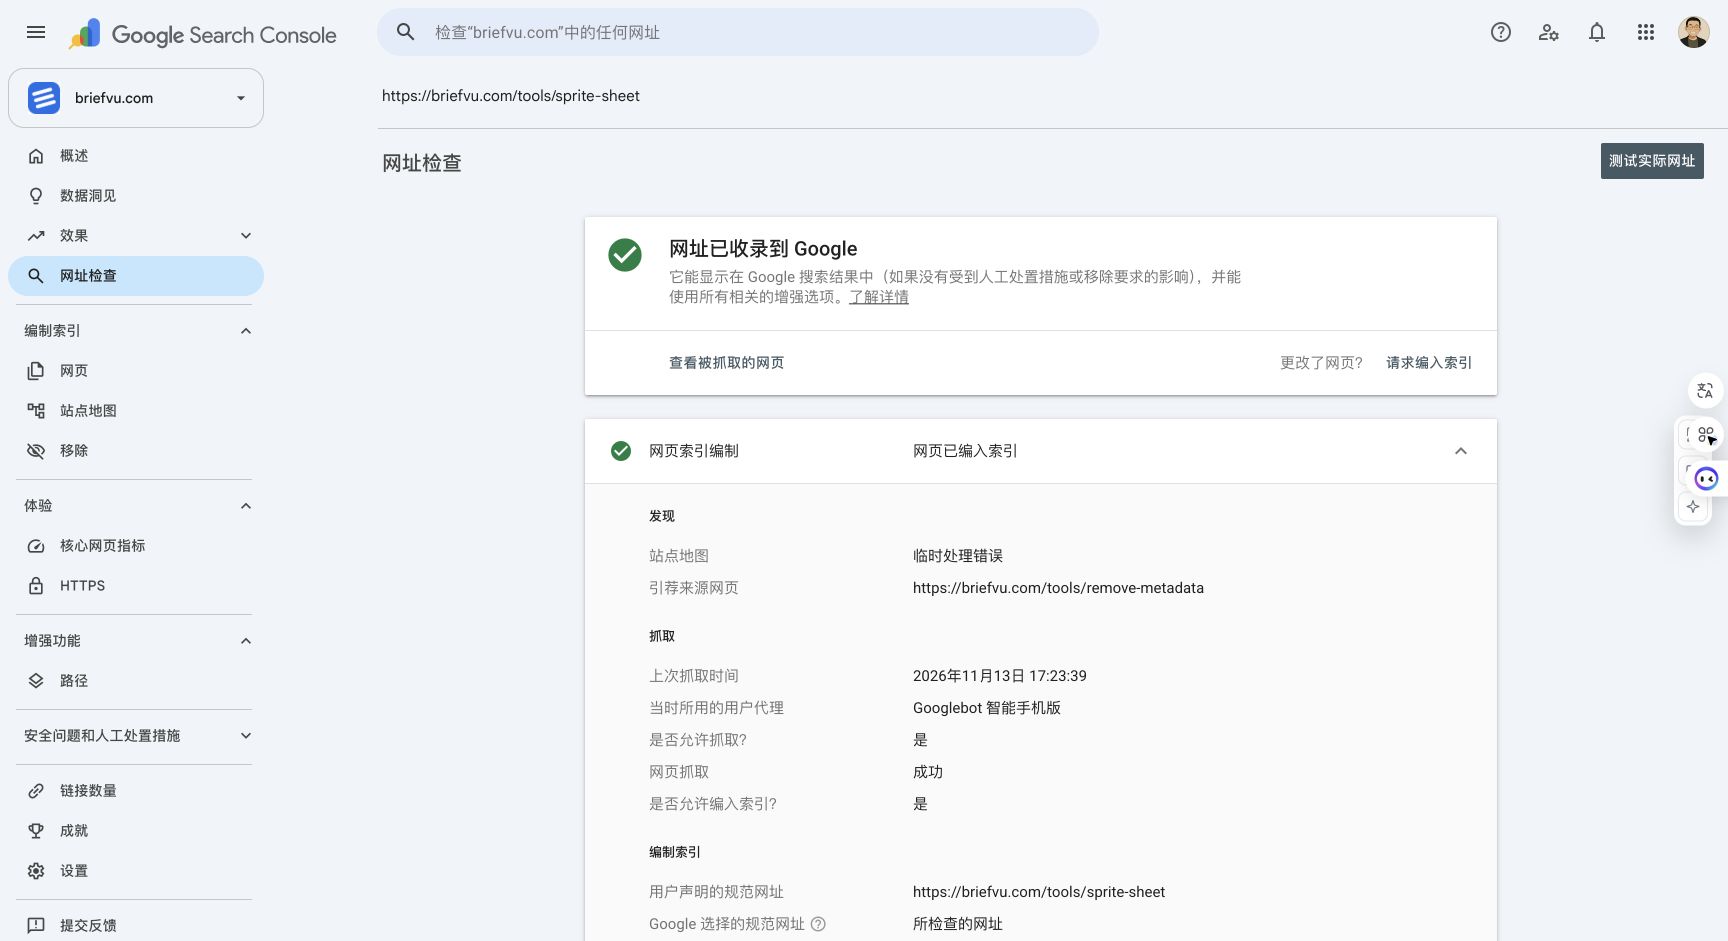 Google Search Console
检查“briefvu.com”中的任何网址
briefvu.com
https://briefvu.com/tools/sprite-sheet
概述
数据洞见
效果
网址检查
编制索引
网页
站点地图
移除
体验
核心网页指标
HTTPS
增强功能
路径
安全问题和人工处置措施
链接数量
成就
设置
提交反馈
网址检查
测试实际网址
网址已收录到 Google
它能显示在 Google 搜索结果中（如果没有受到人工处置措施或移除要求的影响），并能
使用所有相关的增强选项。了解详情
查看被抓取的网页
更改了网页？ 请求编入索引
网页索引编制 网页已编入索引
发现
站点地图 临时处理错误
引荐来源网页 https://briefvu.com/tools/remove-metadata
抓取
上次抓取时间 2026年11月13日 17:23:39
当时所用的用户代理 Googlebot 智能手机版
是否允许抓取？ 是
网页抓取 成功
是否允许编入索引？ 是
编制索引
用户声明的规范网址 https://briefvu.com/tools/sprite-sheet
Google 选择的规范网址 所检查的网址